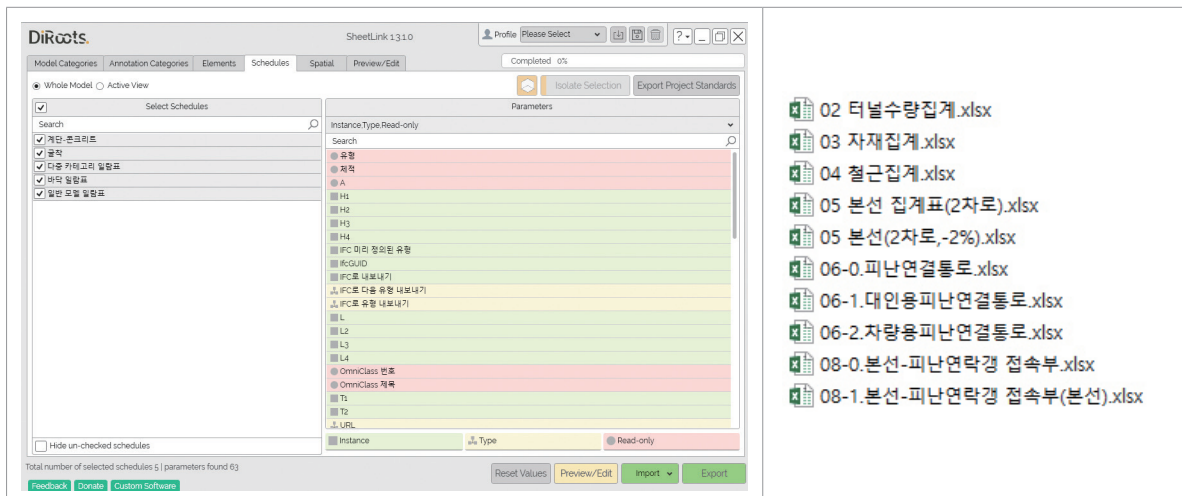 DiRoots.
SheetLink 1.3.1.0
Profile Please Select
?
Model Categories Annotation Categories Elements Schedules Spatial Preview/Edit
Completed 0%
Whole Model Active View
Isolate Selection Export Project Standards
Select Schedules
Search
계단-콘크리트
굴착
다중 카테고리 일람표
바닥 일람표
일반 모델 일람표
Hide un-checked schedules
Parameters
Instance,Type,Read-only
Search
유형
체적
A
H1
H2
H3
H4
IFC 미리 정의된 유형
IfcGUID
IFC로 내보내기
IFC로 다음 유형 내보내기
IFC로 유형 내보내기
L
L2
L3
L4
OmniClass 번호
OmniClass 제목
T1
T2
URL
Instance Type Read-only
Total number of selected schedules 5 | parameters found 63
Reset Values Preview/Edit Import Export
Feedback Donate Custom Software
02 터널수량집계.xlsx
03 자재집계.xlsx
04 철근집계.xlsx
05 본선 집계표(2차로).xlsx
05 본선(2차로,-2%).xlsx
06-0.피난연결통로.xlsx
06-1.대인용피난연결통로.xlsx
06-2.차량용피난연결통로.xlsx
08-0.본선-피난연락갱 접속부.xlsx
08-1.본선-피난연락갱 접속부(본선).xlsx